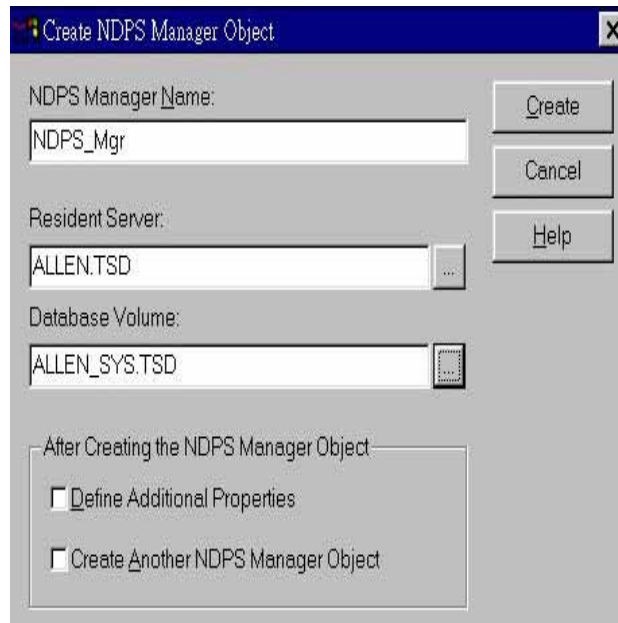 Create NDPS Manager Object
NDPS Manager Name:
NDPS_Mgr
Create
Cancel
Resident Server:
Help
ALLEN.TSD
...
Database Volume:
ALLEN_SYS.TSD
...
After Creating the NDPS Manager Object
Define Additional Properties
Create Another NDPS Manager Object